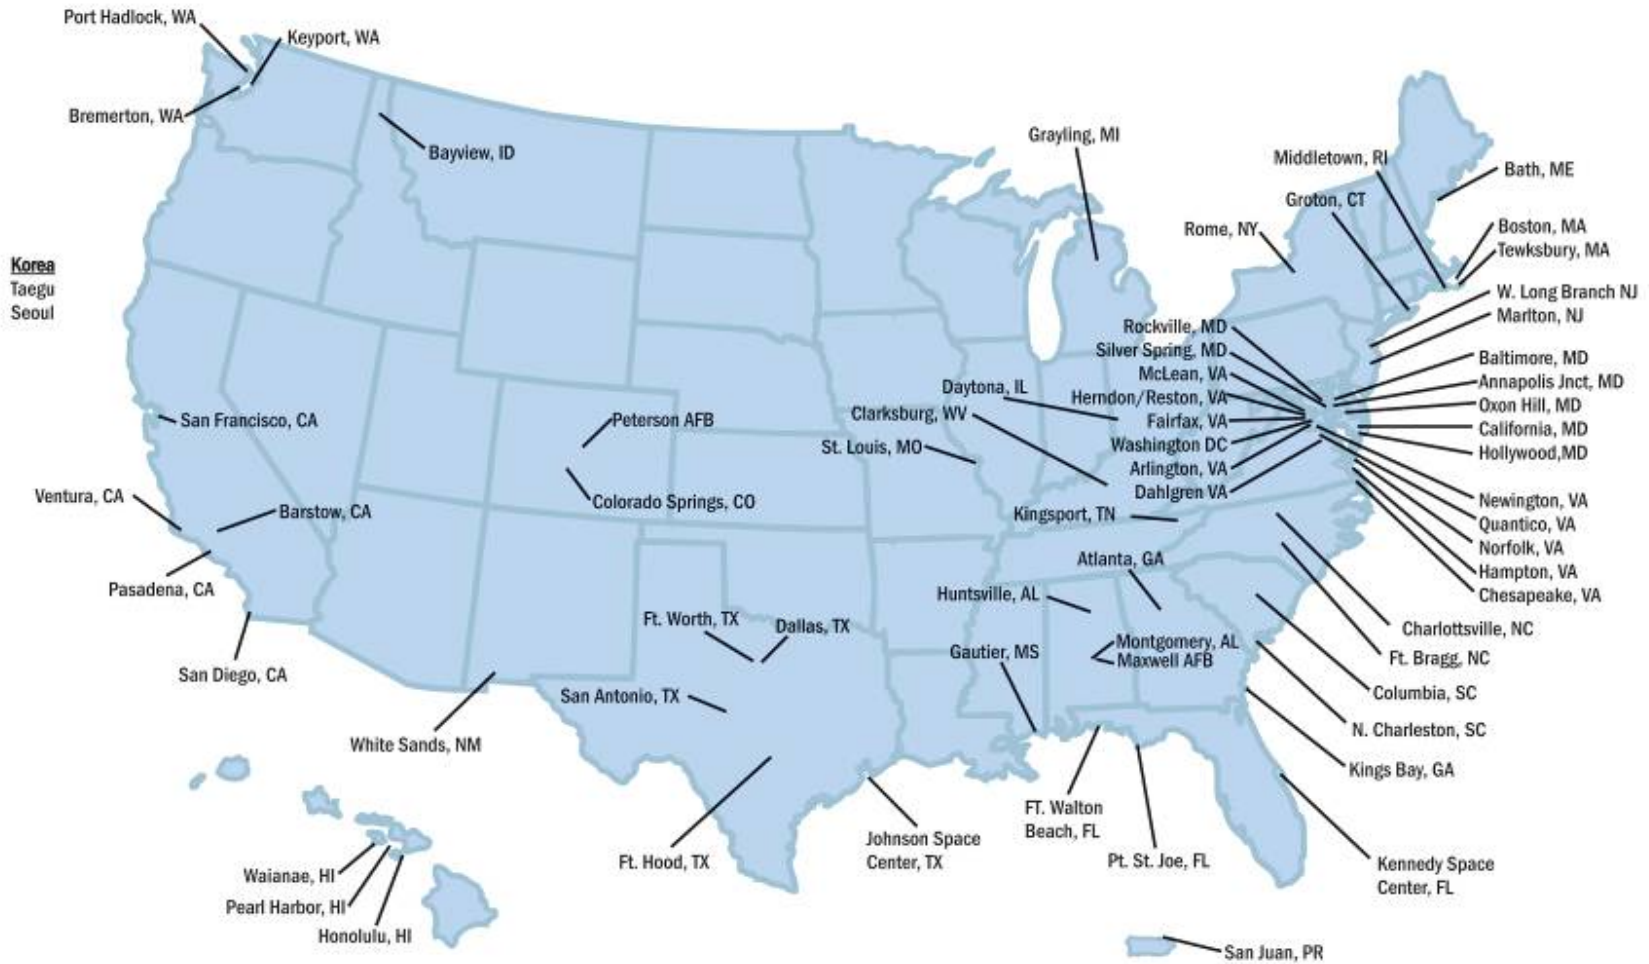 Port Hadlock, WA
Keyport, WA
Bremerton, WA
Bayview, ID
Grayling, MI
Middletown, RI
Bath, ME
Groton, CT
Rome, NY
Boston, MA
Tewksbury, MA
Korea
Taegu
Seoul
W. Long Branch NJ
Marlton, NJ
Rockville, MD
Silver Spring, MD
McLean, VA
Herndon/Reston, VA
Fairfax, VA
Washington DC
Arlington, VA
Dahlgren VA
Baltimore, MD
Annapolis Jnct, MD
Oxon Hill, MD
California, MD
Hollywood,MD
Daytona, IL
Clarksburg, WV
St. Louis, MO
San Francisco, CA
Peterson AFB
Colorado Springs, CO
Ventura, CA
Barstow, CA
Pasadena, CA
San Diego, CA
Newington, VA
Quantico, VA
Norfolk, VA
Hampton, VA
Chesapeake, VA
Kingsport, TN
Atlanta, GA
Huntsville, AL
Montgomery, AL
Maxwell AFB
Gautier, MS
Ft. Worth, TX
Dallas, TX
San Antonio, TX
White Sands, NM
Charlottsville, NC
Ft. Bragg, NC
Columbia, SC
N. Charleston, SC
Kings Bay, GA
FT. Walton
Beach, FL
Pt. St. Joe, FL
Johnson Space
Center, TX
Ft. Hood, TX
Kennedy Space
Center, FL
Waianae, HI
Pearl Harbor, HI
Honolulu, HI
San Juan, PR